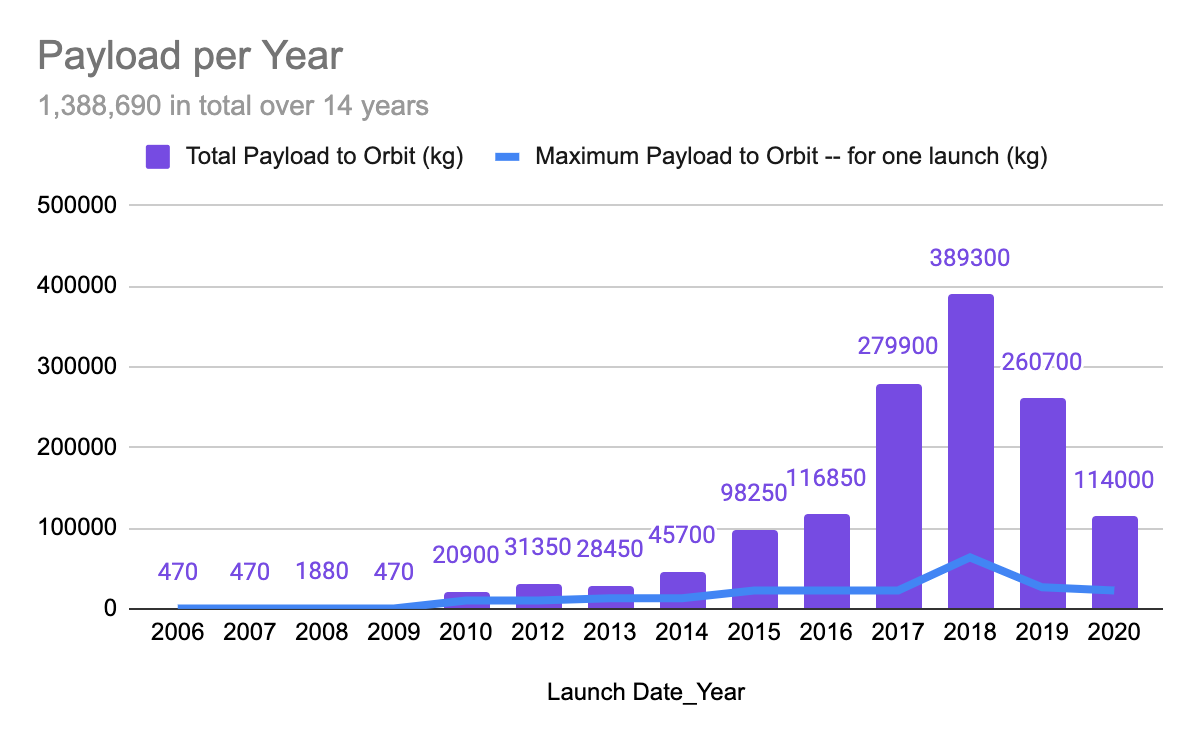 Payload per Year
1,388,690 in total over 14 years
Total Payload to Orbit (kg) Maximum Payload to Orbit -- for one launch (kg)
500000
400000
300000
200000
100000
0
470 470 1880 470 20900 31350 28450 45700 98250 116850 279900 389300 260700 114000
2006 2007 2008 2009 2010 2012 2013 2014 2015 2016 2017 2018 2019 2020
Launch Date_Year